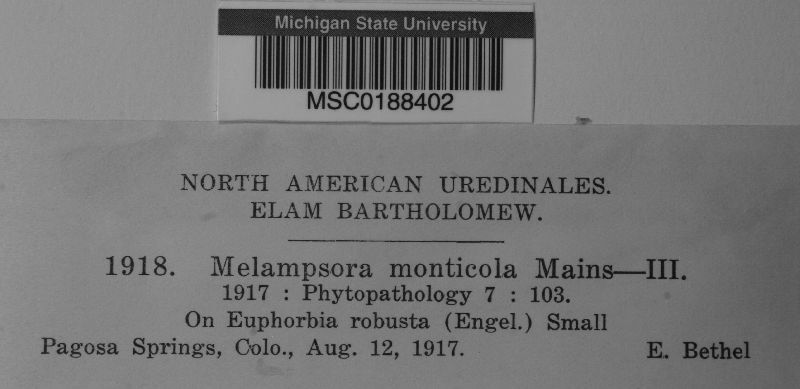 Michigan State University
MSC0188402
NORTH AMERICAN UREDINALES.
ELAM BARTHOLOMEW.
1918. Melampsora monticola Mains—III.
1917 : Phytopathology 7 : 103.
On Euphorbia robusta (Engel.) Small
Pagosa Springs, Colo., Aug. 12, 1917. E. Bethel